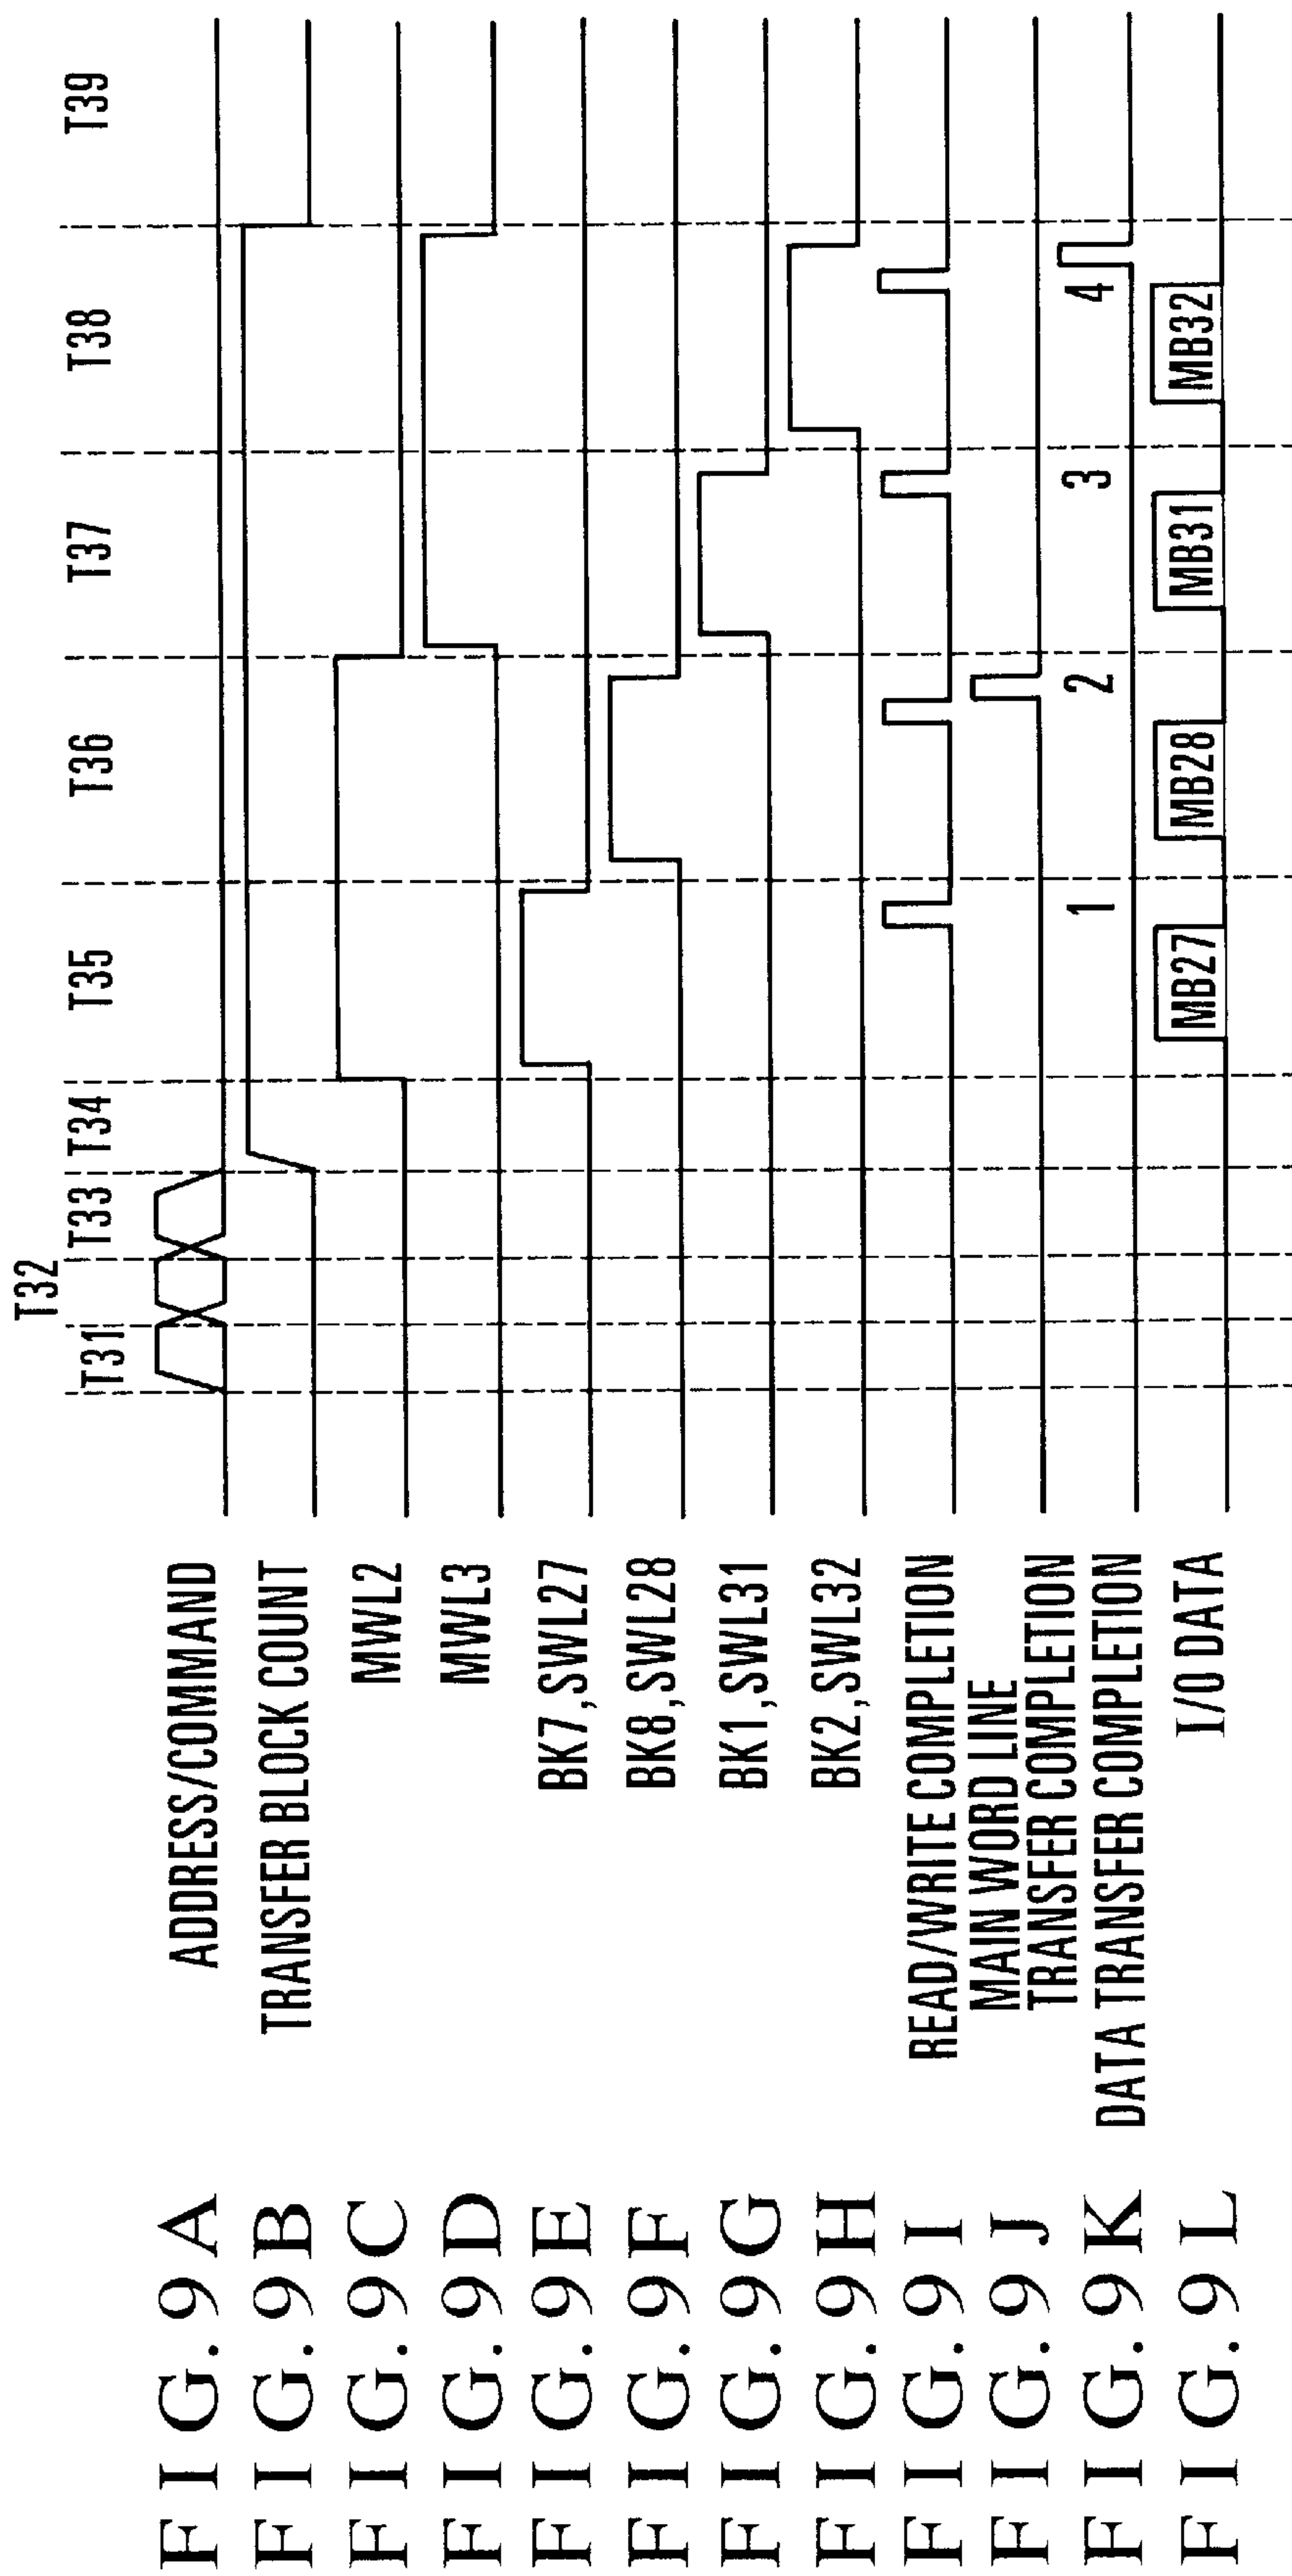 T32
T31 T33 T34 T35 T36 T37 T38 T39
FIG.9A ADDRESS/COMMAND
FIG.9B TRANSFER BLOCK COUNT
FIG.9C MWL2
FIG.9D MWL3
FIG.9E BK7,SWL27
FIG.9F BK8,SWL28
FIG.9G BK1,SWL31
FIG.9H BK2,SWL32
FIG.9I READ/WRITE COMPLETION
FIG.9J MAIN WORD LINE
TRANSFER COMPLETION
1 2 3 4
FIG.9K DATA TRANSFER COMPLETION
FIG.9L I/O DATA MB27 MB28 MB31 MB32